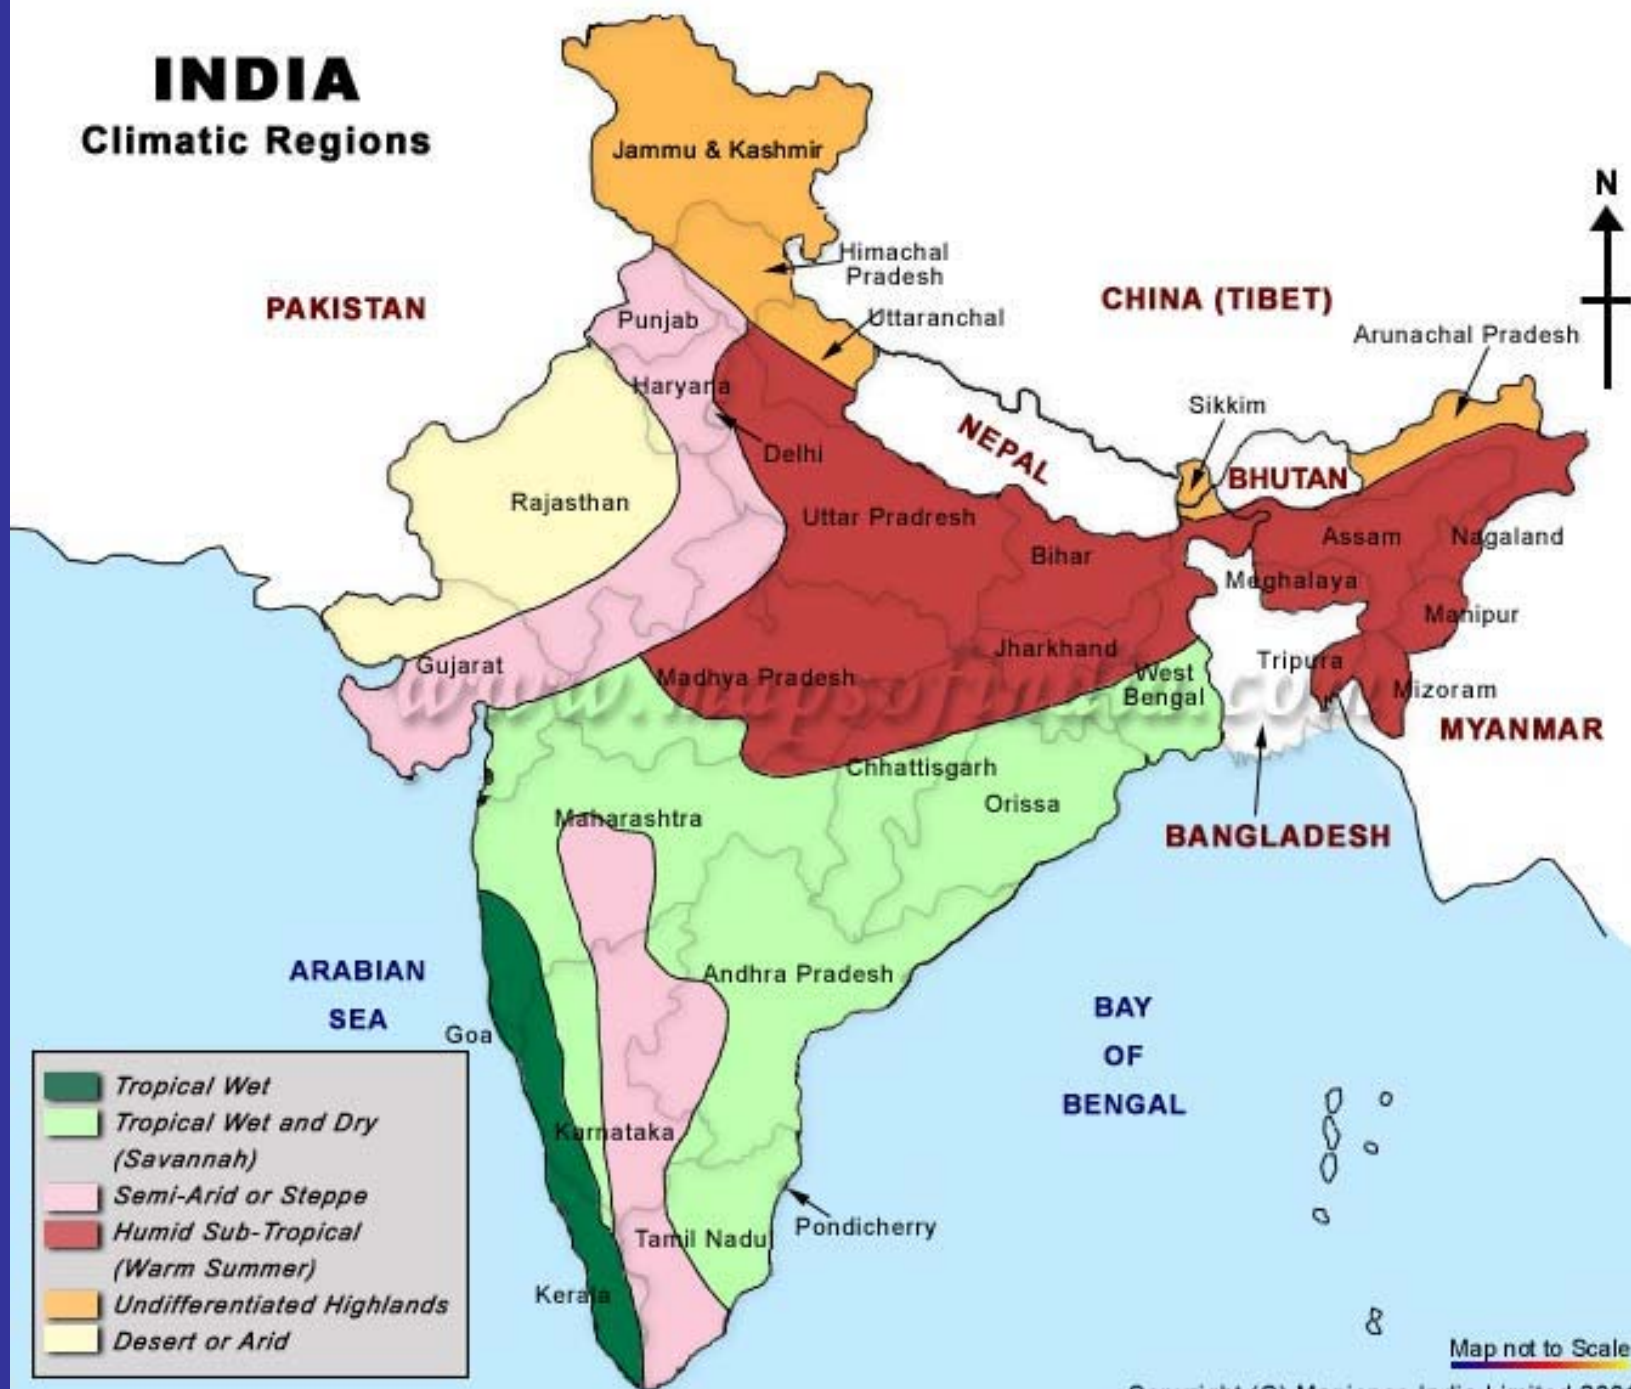 INDIA
Climatic Regions
Jammu & Kashmir
N
Himachal
Pradesh
PAKISTAN
Punjab
Uttaranchal
CHINA (TIBET)
Arunachal Pradesh
Haryana
Sikkim
Delhi
NEPAL
BHUTAN
Rajasthan
Uttar Pradresh
Bihar
Assam
Nagaland
Meghalaya
Manipur
Gujarat
Madhya Pradesh
Jharkhand
West
Bengal
Tripura
Mizoram
www.mapsofindia.com
MYANMAR
Chhattisgarh
Orissa
Maharashtra
BANGLADESH
ARABIAN
SEA
Andhra Pradesh
BAY
OF
BENGAL
Goa
Karnataka
Pondicherry
Tamil Nadu
Kerala
Tropical Wet
Tropical Wet and Dry
(Savannah)
Semi-Arid or Steppe
Humid Sub-Tropical
(Warm Summer)
Undifferentiated Highlands
Desert or Arid
Map not to Scale